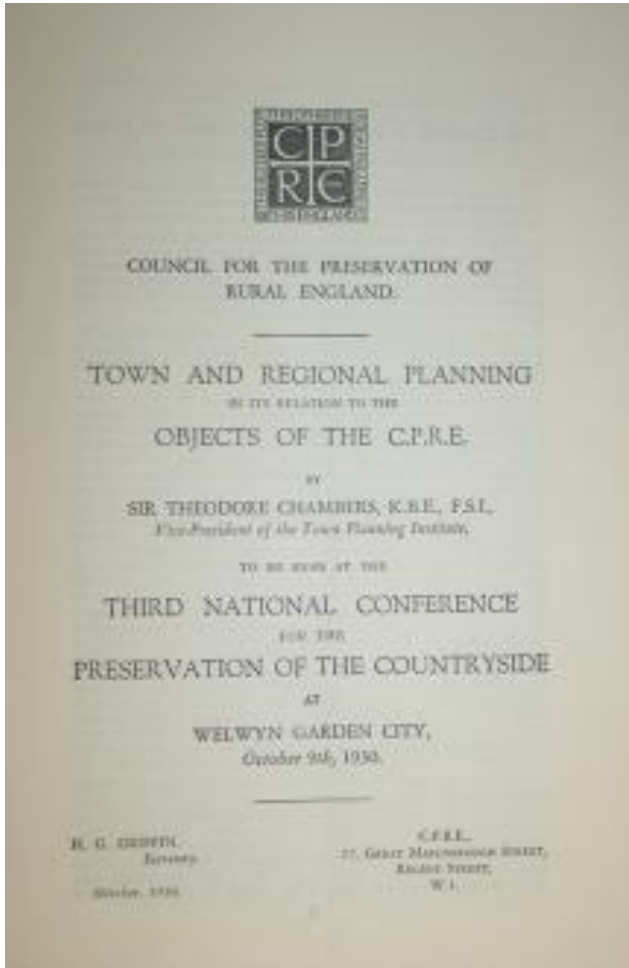 C P
R E
COUNCIL FOR THE PRESERVATION OF
RURAL ENGLAND.
TOWN AND REGIONAL PLANNING
IN ITS RELATION TO THE
OBJECTS OF THE C.P.R.E.
BY
SIR THEODORE CHAMBERS, K.B.E., F.S.I.,
Vice-President of the Town Planning Institute,
TO BE READ AT THE
THIRD NATIONAL CONFERENCE
FOR THE
PRESERVATION OF THE COUNTRYSIDE
AT
WELWYN GARDEN CITY,
October 9th, 1930.
H. G. GRIFFIN,
Secretary.
October, 1930.
C.P.R.E.,
17, GREAT MARLBOROUGH STREET,
REGENT STREET,
W 1.